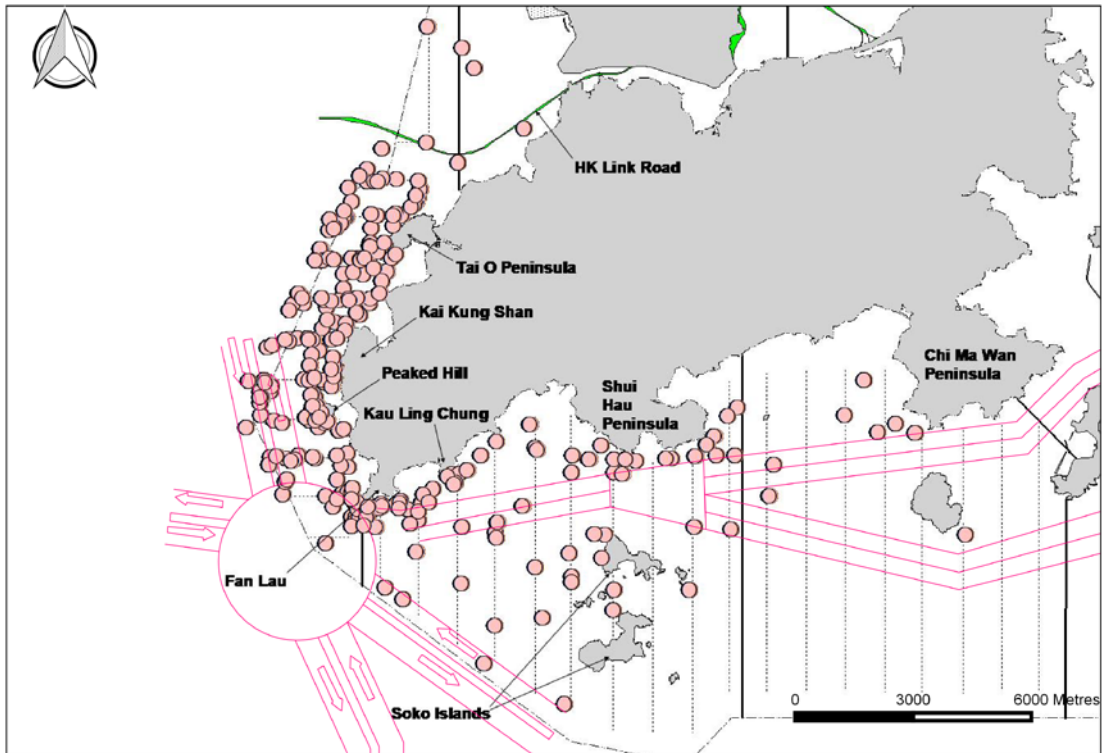 HK Link Road
Tai O Peninsula
Kai Kung Shan
Chi Ma Wan
Peninsula
Peaked Hill
Shui
Hau
Peninsula
Kau Ling Chung
Fan Lau
Soko Islands
0 3000 6000 Metres